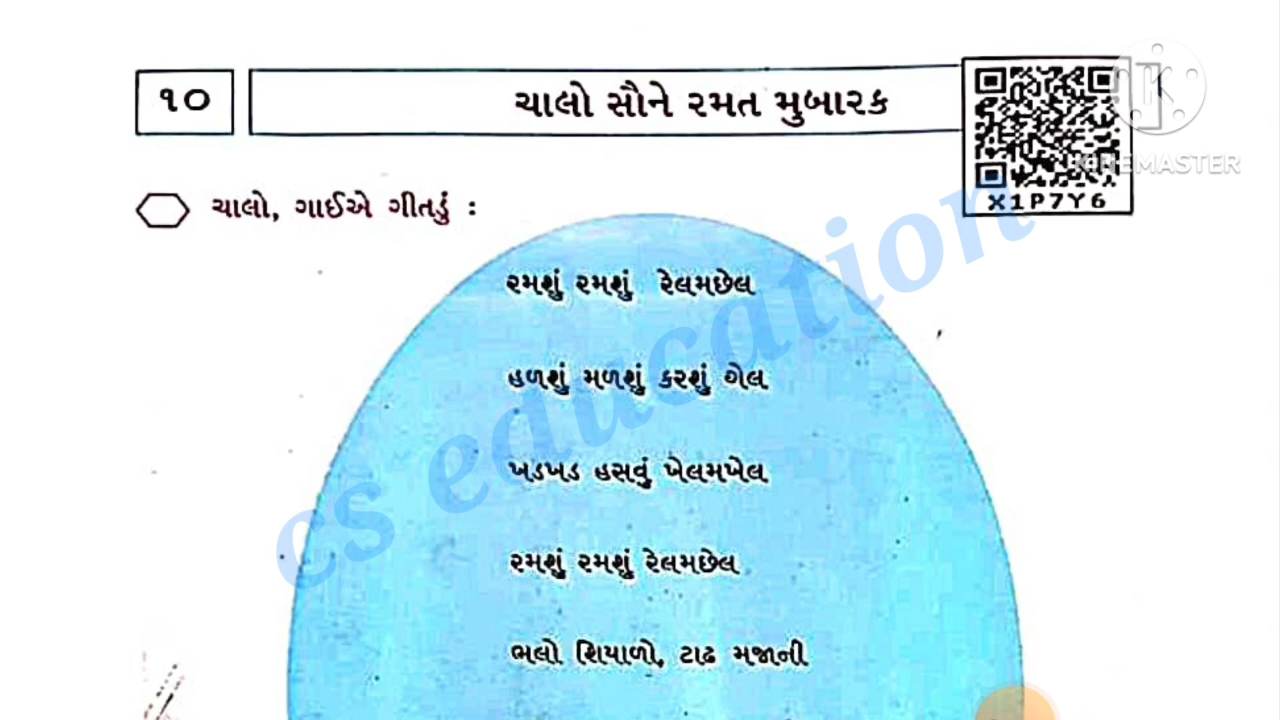 ૧૦
ચાલો સૌને રમત મુબારક
KINEMASTER
X1P7Y6
ચાલો, ગાઈએ ગીતડું :
રમશું રમશું રેલમછેલ
હળશું મળશું કરશું ગેલ
ખડખડ હસવું ખેલમખેલ
રમશું રમશું રેલમછેલ
ભલો શિયાળો, ટાઢ મજાની
cs education